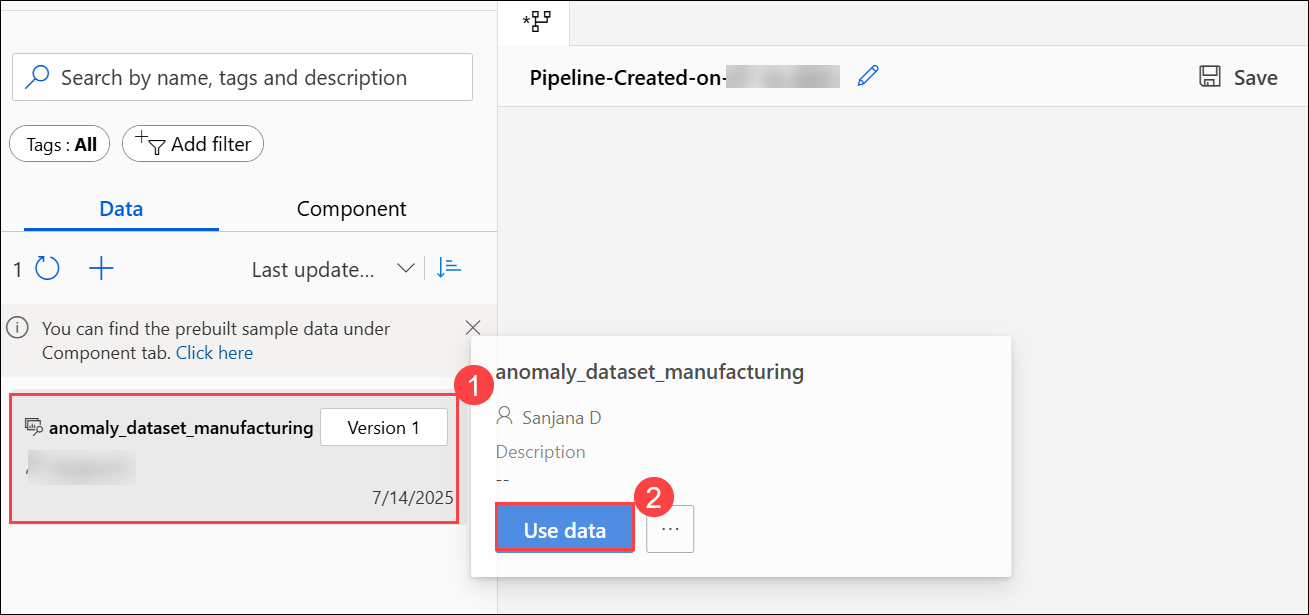 *
Search by name, tags and description
Pipeline-Created-on-
Save
Tags : All
Add filter
Data
Component
1
Last update...
You can find the prebuilt sample data under
Component tab. Click here
1
anomaly_dataset_manufacturing
Version 1
7/14/2025
anomaly_dataset_manufacturing
Sanjana D
Description
--
2
Use data
...